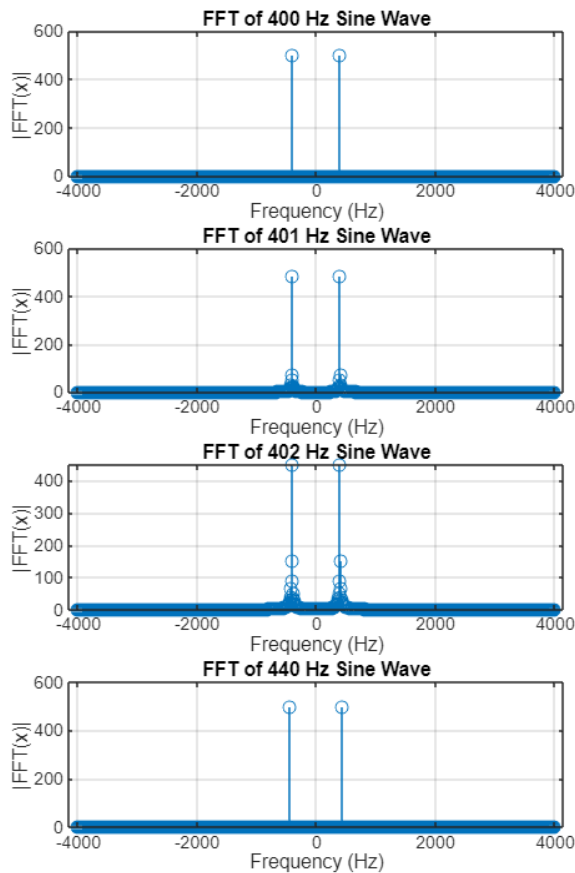 FFT of 400 Hz Sine Wave
600
400
200
0
|FFT(x)|
-4000 -2000 0 2000 4000
Frequency (Hz)
FFT of 401 Hz Sine Wave
600
400
200
0
|FFT(x)|
-4000 -2000 0 2000 4000
Frequency (Hz)
FFT of 402 Hz Sine Wave
400
300
200
100
0
|FFT(x)|
-4000 -2000 0 2000 4000
Frequency (Hz)
FFT of 440 Hz Sine Wave
600
400
200
0
|FFT(x)|
-4000 -2000 0 2000 4000
Frequency (Hz)